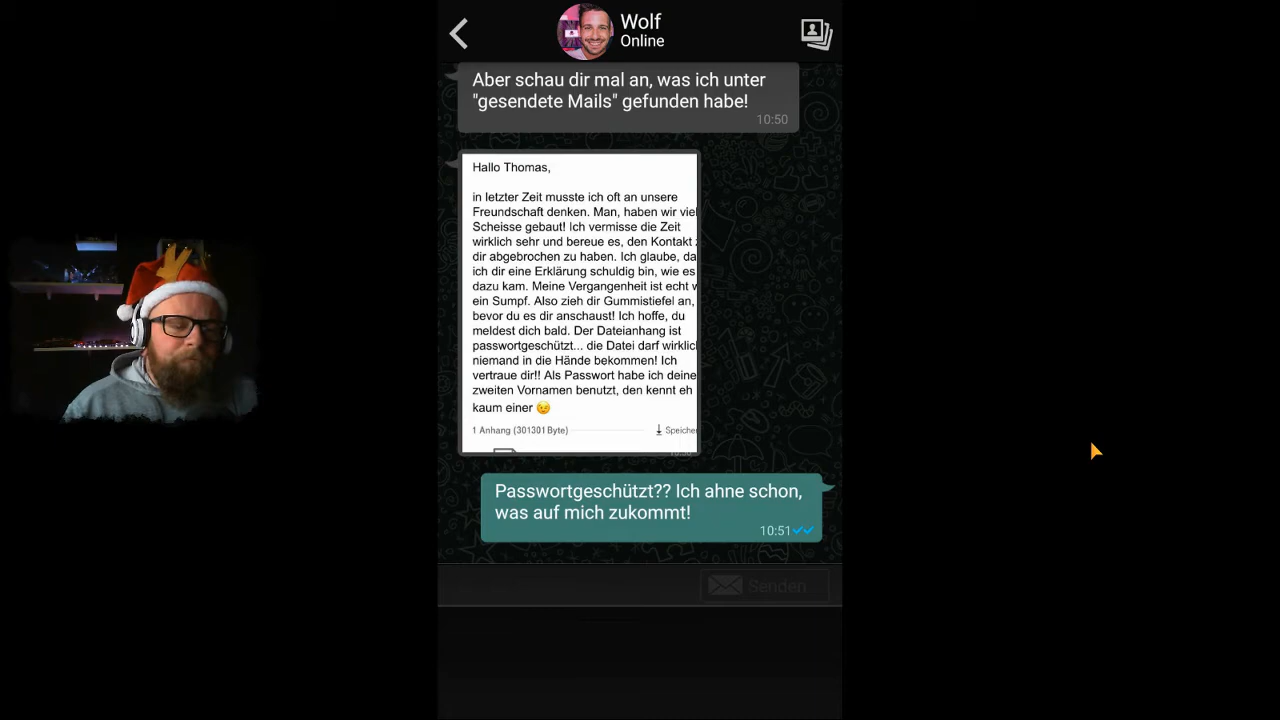 Wolf
Online
Aber schau dir mal an, was ich unter
"gesendete Mails" gefunden habe!
10:50
Hallo Thomas,
in letzter Zeit musste ich oft an unsere
Freundschaft denken. Man, haben wir viel
Scheisse gebaut! Ich vermisse die Zeit
wirklich sehr und bereue es, den Kontakt
dir abgebrochen zu haben. Ich glaube, da
ich dir eine Erklärung schuldig bin, wie es
dazu kam. Meine Vergangenheit ist echt w
ein Sumpf. Also zieh dir Gummistiefel an,
bevor du es dir anschaust! Ich hoffe, du
meldest dich bald. Der Dateianhang ist
passwortgeschützt... die Datei darf wirklich
niemand in die Hände bekommen! Ich
vertraue dir!! Als Passwort habe ich deine
zweiten Vornamen benutzt, den kennt eh
kaum einer 😉
1 Anhang (301301 Byte) Speicher
Passwortgeschützt?? Ich ahne schon,
was auf mich zukommt!
10:51
Senden